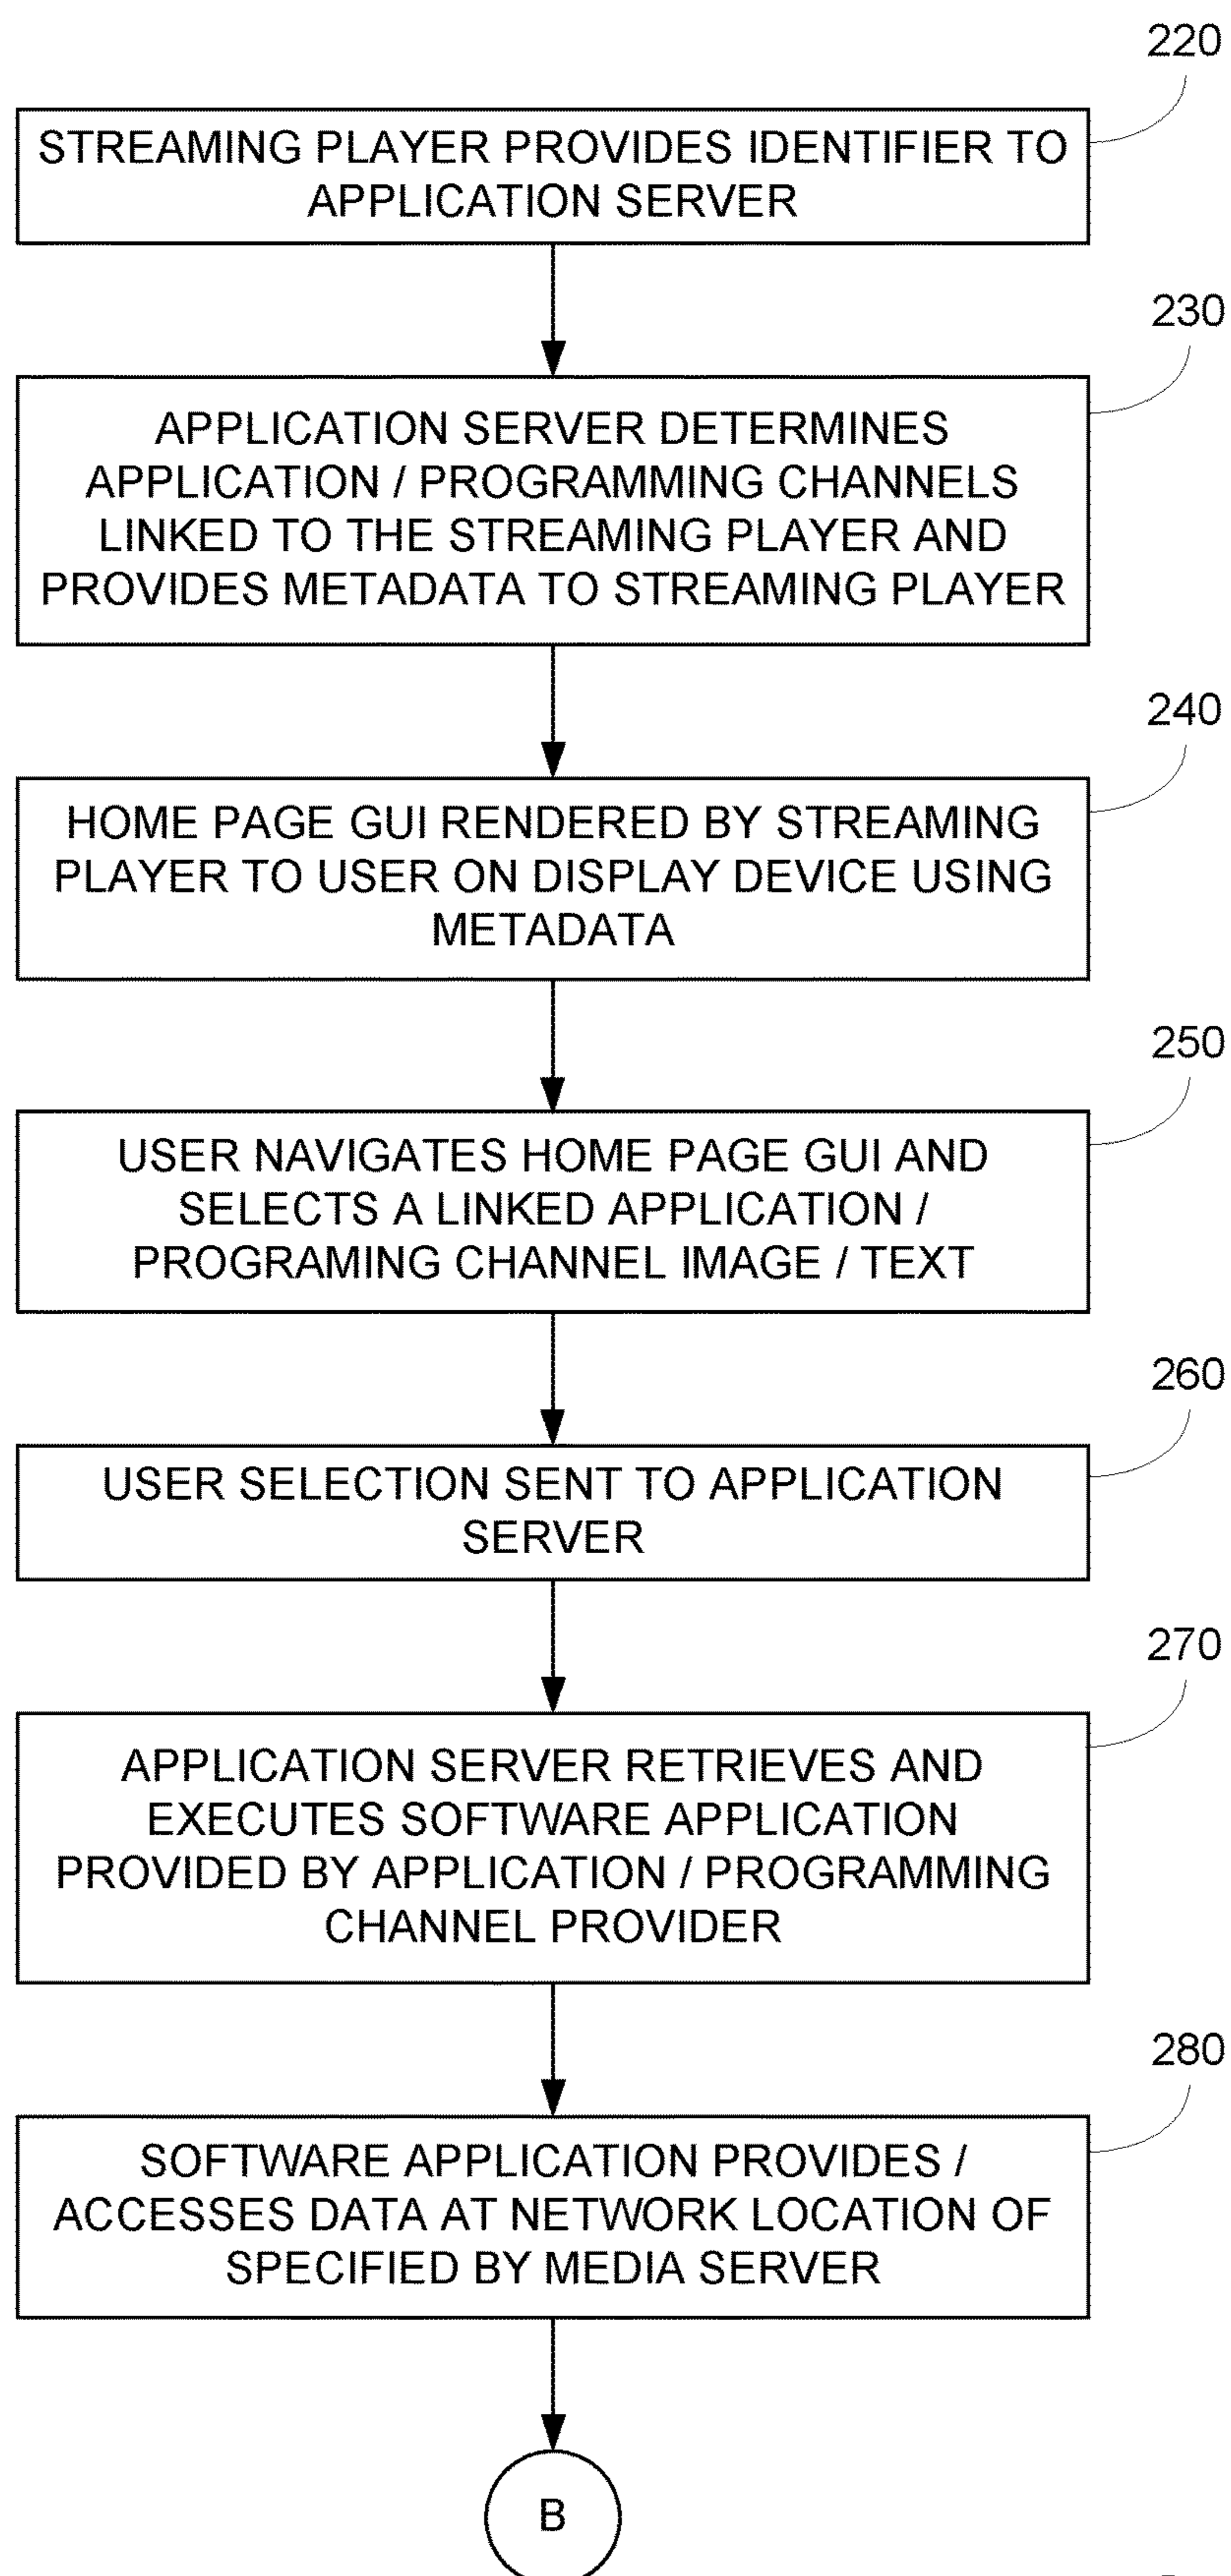 220
STREAMING PLAYER PROVIDES IDENTIFIER TO
APPLICATION SERVER
230
APPLICATION SERVER DETERMINES
APPLICATION / PROGRAMMING CHANNELS
LINKED TO THE STREAMING PLAYER AND
PROVIDES METADATA TO STREAMING PLAYER
240
HOME PAGE GUI RENDERED BY STREAMING
PLAYER TO USER ON DISPLAY DEVICE USING
METADATA
250
USER NAVIGATES HOME PAGE GUI AND
SELECTS A LINKED APPLICATION /
PROGRAMING CHANNEL IMAGE / TEXT
260
USER SELECTION SENT TO APPLICATION
SERVER
270
APPLICATION SERVER RETRIEVES AND
EXECUTES SOFTWARE APPLICATION
PROVIDED BY APPLICATION / PROGRAMMING
CHANNEL PROVIDER
280
SOFTWARE APPLICATION PROVIDES /
ACCESSES DATA AT NETWORK LOCATION OF
SPECIFIED BY MEDIA SERVER
B